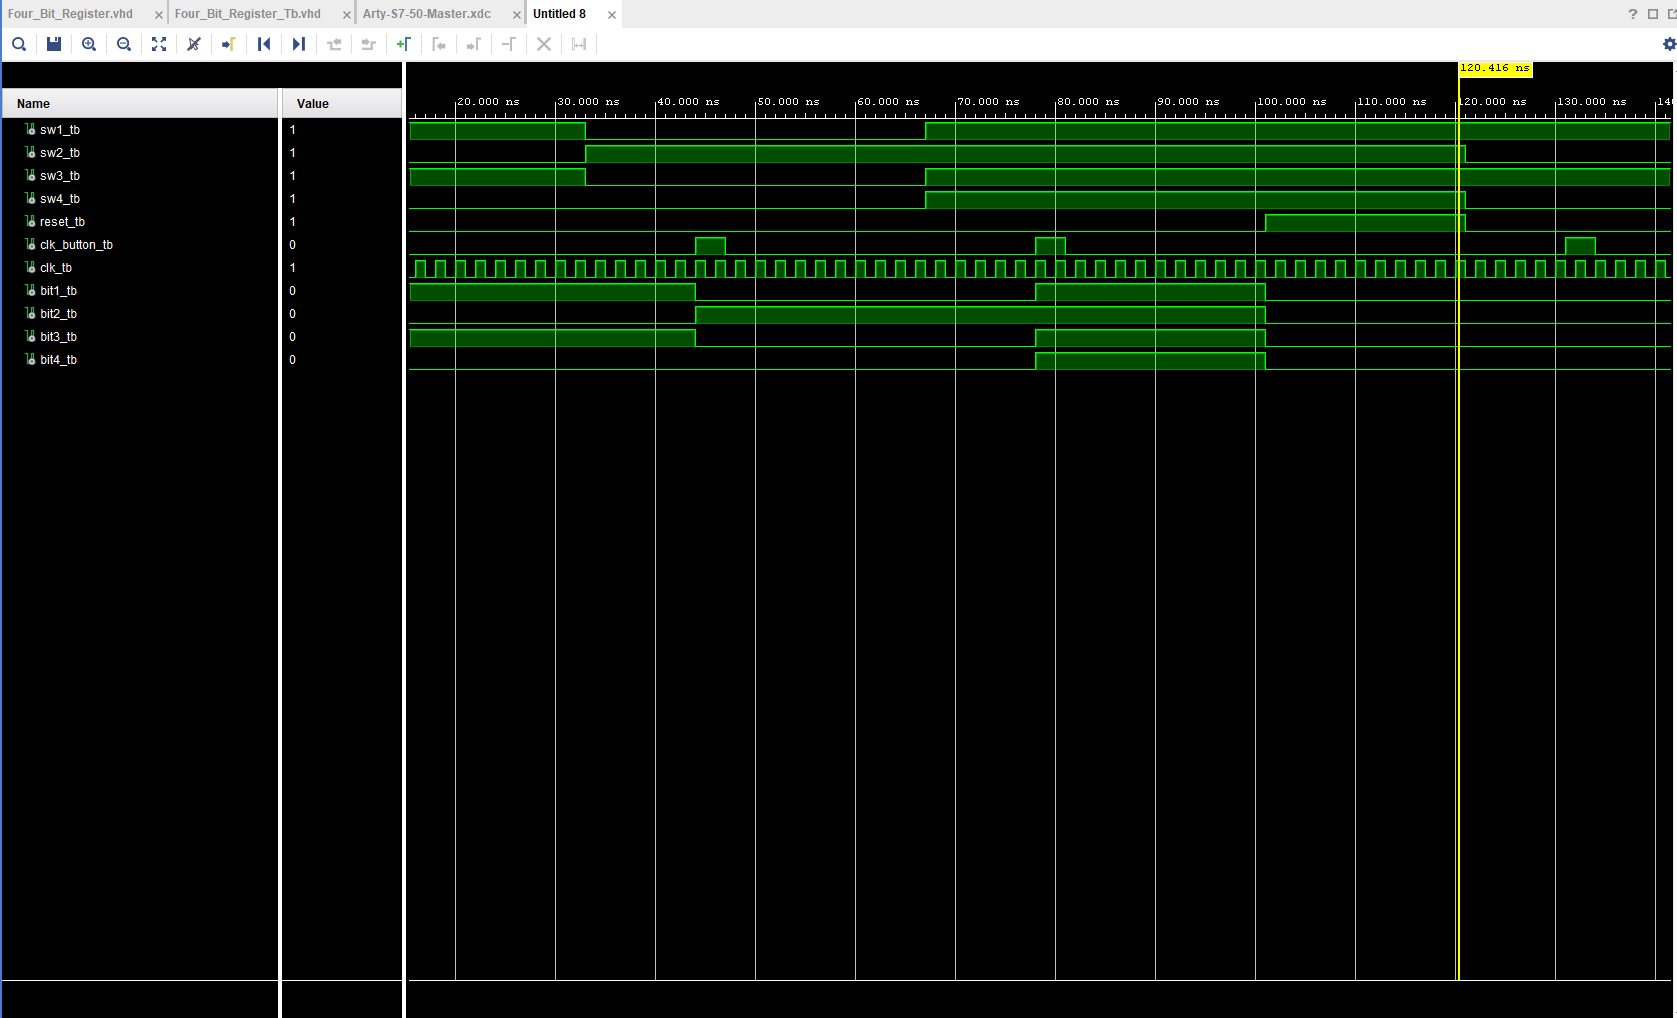 Four_Bit_Register.vhd
Four_Bit_Register_Tb.vhd
Arty-S7-50-Master.xdc
Untitled 8
120.416 ns
Name Value
20.000 ns 30.000 ns 40.000 ns 50.000 ns 60.000 ns 70.000 ns 80.000 ns 90.000 ns 100.000 ns 110.000 ns 120.000 ns 130.000 ns
sw1_tb 1
sw2_tb 1
sw3_tb 1
sw4_tb 1
reset_tb 1
clk_button_tb 0
clk_tb 1
bit1_tb 0
bit2_tb 0
bit3_tb 0
bit4_tb 0